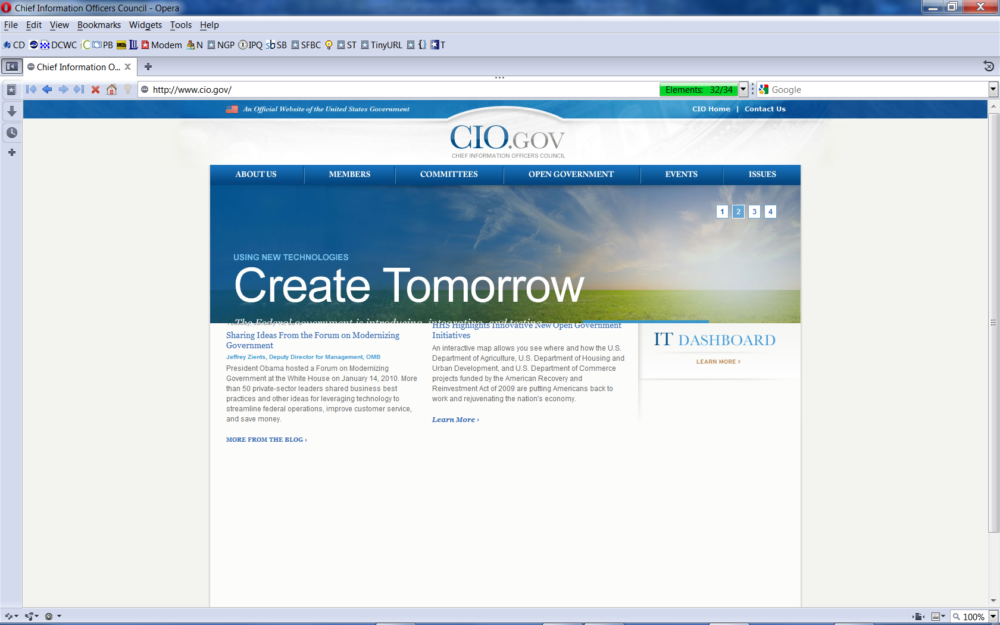 Chief Information Officers Council - Opera
File Edit View Bookmarks Widgets Tools Help
CD DCWC PB IMDb Modem N NGP IPQ SB SFBC ST TinyURL {} T
Chief Information O...
http://www.cio.gov/ Elements: 32/34 Google
An Official Website of the United States Government CIO Home | Contact Us
CIO.GOV
CHIEF INFORMATION OFFICERS COUNCIL
ABOUT US MEMBERS COMMITTEES OPEN GOVERNMENT EVENTS ISSUES
1 2 3 4
USING NEW TECHNOLOGIES
Create Tomorrow
The Federal government is introducing, integrating, and testing
Sharing Ideas From the Forum on Modernizing
Government
Jeffrey Zients, Deputy Director for Management, OMB
President Obama hosted a Forum on Modernizing
Government at the White House on January 14, 2010. More
than 50 private-sector leaders shared business best
practices and other ideas for leveraging technology to
streamline federal operations, improve customer service,
and save money.
MORE FROM THE BLOG ›
HHS Highlights Innovative New Open Government
Initiatives
An interactive map allows you see where and how the U.S.
Department of Agriculture, U.S. Department of Housing and
Urban Development, and U.S. Department of Commerce
projects funded by the American Recovery and
Reinvestment Act of 2009 are putting Americans back to
work and rejuvenating the nation's economy.
Learn More ›
IT DASHBOARD
LEARN MORE ›
100%